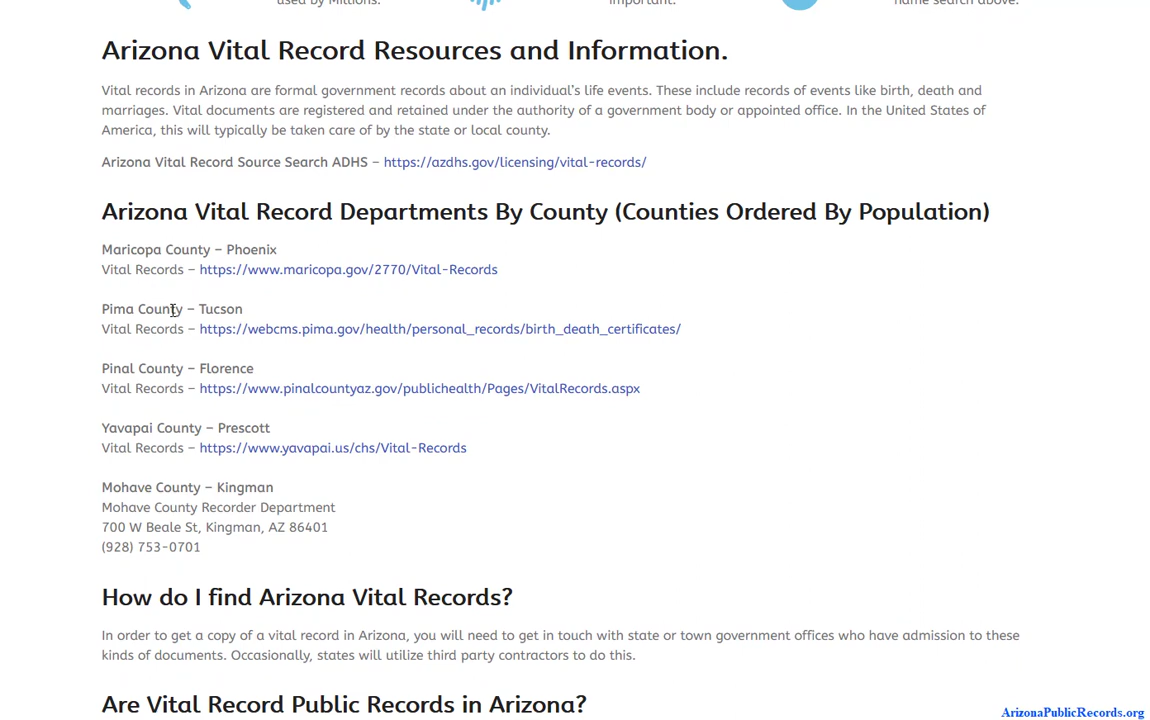 used by Millions.
important.
name search above.
Arizona Vital Record Resources and Information.
Vital records in Arizona are formal government records about an individual's life events. These include records of events like birth, death and
marriages. Vital documents are registered and retained under the authority of a government body or appointed office. In the United States of
America, this will typically be taken care of by the state or local county.
Arizona Vital Record Source Search ADHS – https://azdhs.gov/licensing/vital-records/
Arizona Vital Record Departments By County (Counties Ordered By Population)
Maricopa County – Phoenix
Vital Records – https://www.maricopa.gov/2770/Vital-Records
Pima County – Tucson
Vital Records – https://webcms.pima.gov/health/personal_records/birth_death_certificates/
Pinal County – Florence
Vital Records – https://www.pinalcountyaz.gov/publichealth/Pages/VitalRecords.aspx
Yavapai County – Prescott
Vital Records – https://www.yavapai.us/chs/Vital-Records
Mohave County – Kingman
Mohave County Recorder Department
700 W Beale St, Kingman, AZ 86401
(928) 753-0701
How do I find Arizona Vital Records?
In order to get a copy of a vital record in Arizona, you will need to get in touch with state or town government offices who have admission to these
kinds of documents. Occasionally, states will utilize third party contractors to do this.
Are Vital Record Public Records in Arizona?
ArizonaPublicRecords.org